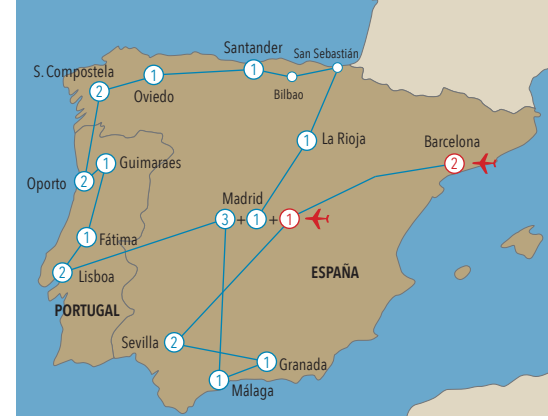 Santander
San Sebastián
S. Compostela
1
1
2
Oviedo
Bilbao
1
La Rioja
Barcelona
2
1
Guimaraes
Oporto
2
Madrid
3+1+1
1
Fátima
2
Lisboa
ESPAÑA
PORTUGAL
Sevilla
2
1
Granada
1
Málaga